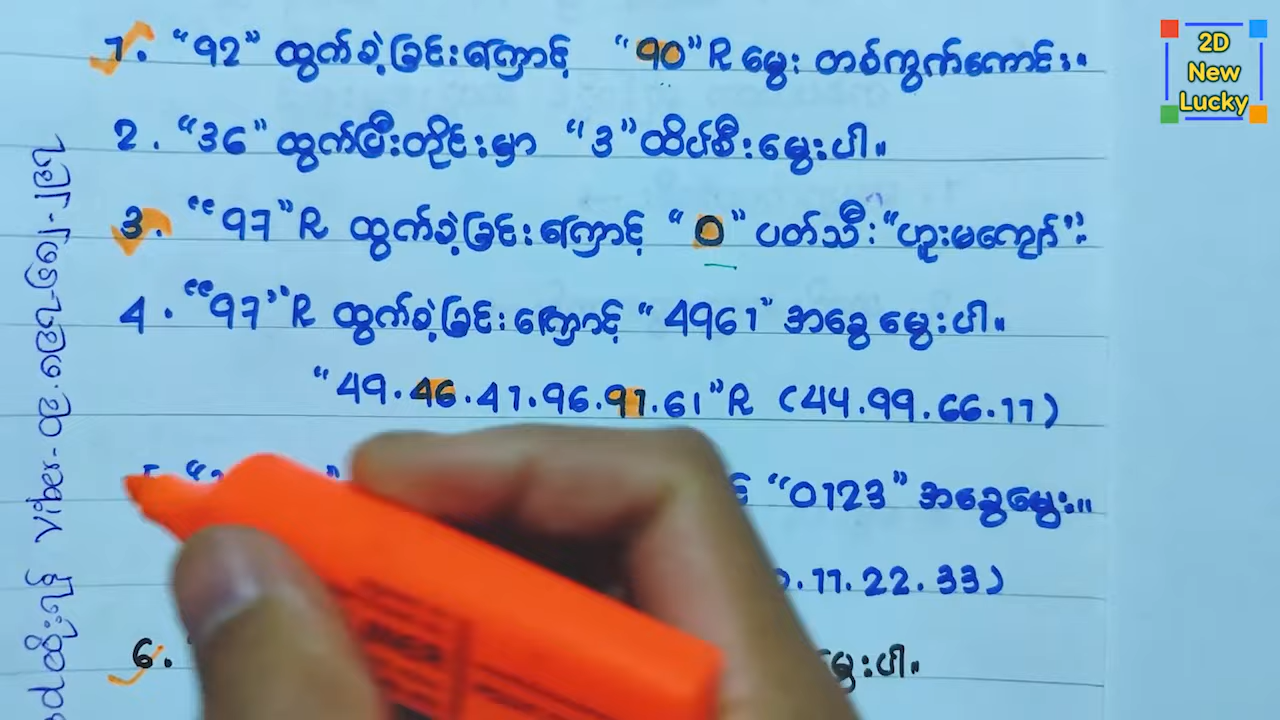 1. “92” ထွက်ခဲ့ခြင်းကြောင့် “90” R မွေး တစ်ကွက်ကောင်း။
2. “36” ထွက်ပြီးတိုင်းမှာ “3” ထိပ်စီးမွေးပါ။
3. “97” R ထွက်ခဲ့ခြင်းကြောင့် “0” ပတ်သီး “ဟူးမကျော်”။
4. “97” R ထွက်ခဲ့ခြင်းကြောင့် “4961” အခွေမွေးပါ။
“49.46.41.96.91.61” R (44.99.66.11)
5. “ ” “0123” အခွေမွေး။
.11.22.33)
6. မွေးပါ။
Viber-
2D
New
Lucky